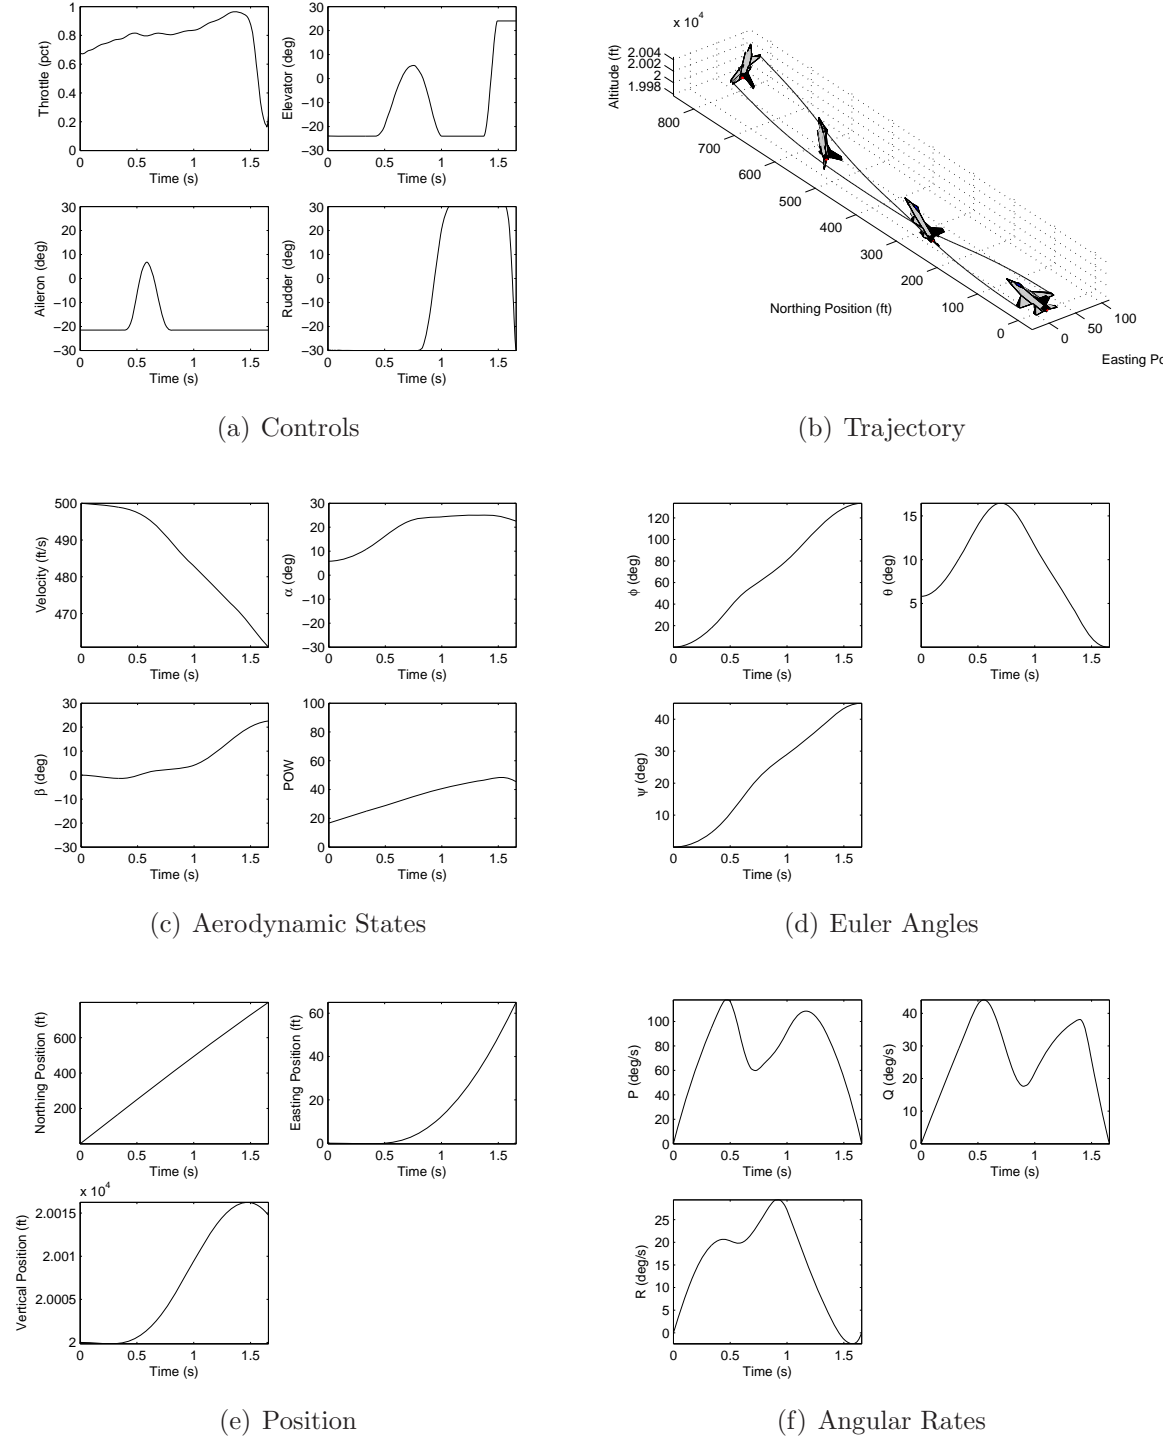 1
0.8
0.6
0.4
0.2
0
0 0.5 1 1.5
Throttle (pct)
Time (s)
30
20
10
0
−10
−20
−30
0 0.5 1 1.5
Elevator (deg)
Time (s)
30
20
10
0
−10
−20
−30
0 0.5 1 1.5
Aileron (deg)
Time (s)
30
20
10
0
−10
−20
−30
0 0.5 1 1.5
Rudder (deg)
Time (s)
(a) Controls
x 10⁴
2.004
2.002
2
1.998
Altitude (ft)
800
700
600
500
400
300
200
100
0
Northing Position (ft)
0
50
100
Easting Po
(b) Trajectory
500
490
480
470
0 0.5 1 1.5
Velocity (ft/s)
Time (s)
30
20
10
0
−10
−20
−30
0 0.5 1 1.5
α (deg)
Time (s)
30
20
10
0
−10
−20
−30
0 0.5 1 1.5
β (deg)
Time (s)
100
80
60
40
20
0
0 0.5 1 1.5
POW
Time (s)
(c) Aerodynamic States
120
100
80
60
40
20
0 0.5 1 1.5
φ (deg)
Time (s)
15
10
5
0 0.5 1 1.5
θ (deg)
Time (s)
40
30
20
10
0 0.5 1 1.5
ψ (deg)
Time (s)
(d) Euler Angles
600
400
200
0 0.5 1 1.5
Northing Position (ft)
Time (s)
60
40
20
0
0 0.5 1 1.5
Easting Position (ft)
Time (s)
x 10⁴
2.0015
2.001
2.0005
2
0 0.5 1 1.5
Vertical Position (ft)
Time (s)
(e) Position
100
80
60
40
20
0
0 0.5 1 1.5
P (deg/s)
Time (s)
40
30
20
10
0
0 0.5 1 1.5
Q (deg/s)
Time (s)
25
20
15
10
5
0
0 0.5 1 1.5
R (deg/s)
Time (s)
(f) Angular Rates